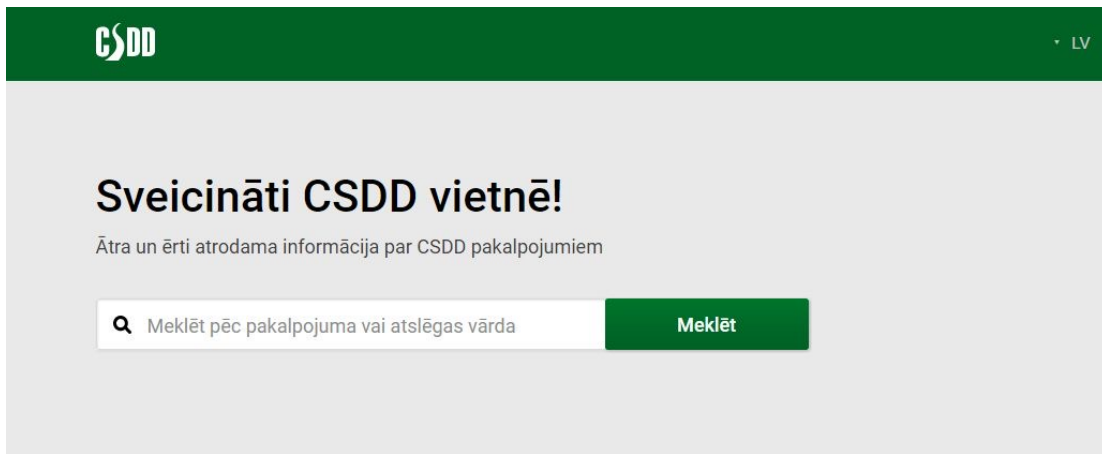 CSDD
LV
Sveicināti CSDD vietnē!
Ātra un ērti atrodama informācija par CSDD pakalpojumiem
Meklēt pēc pakalpojuma vai atslēgas vārda
Meklēt